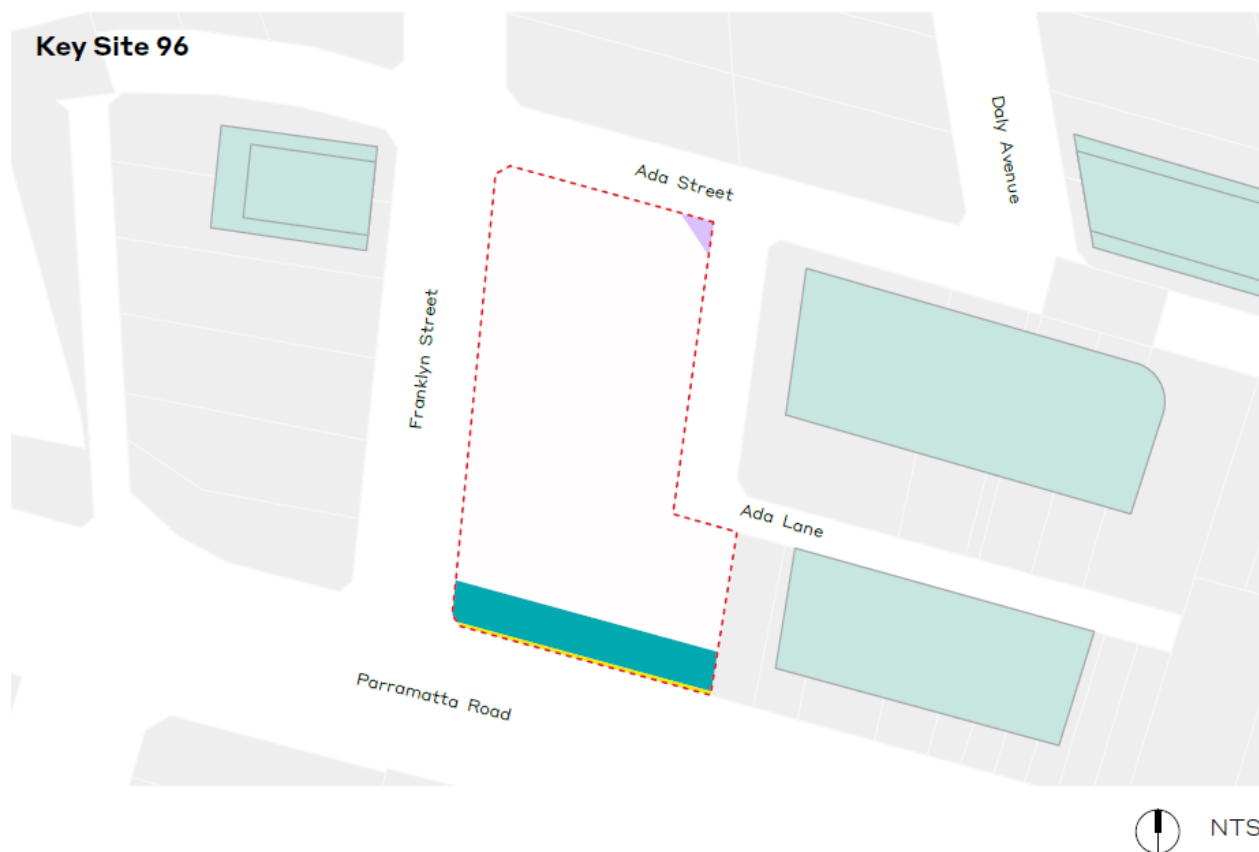 Key Site 96
Daly Avenue
Ada Street
Franklyn Street
Ada Lane
Parramatta Road
NTS